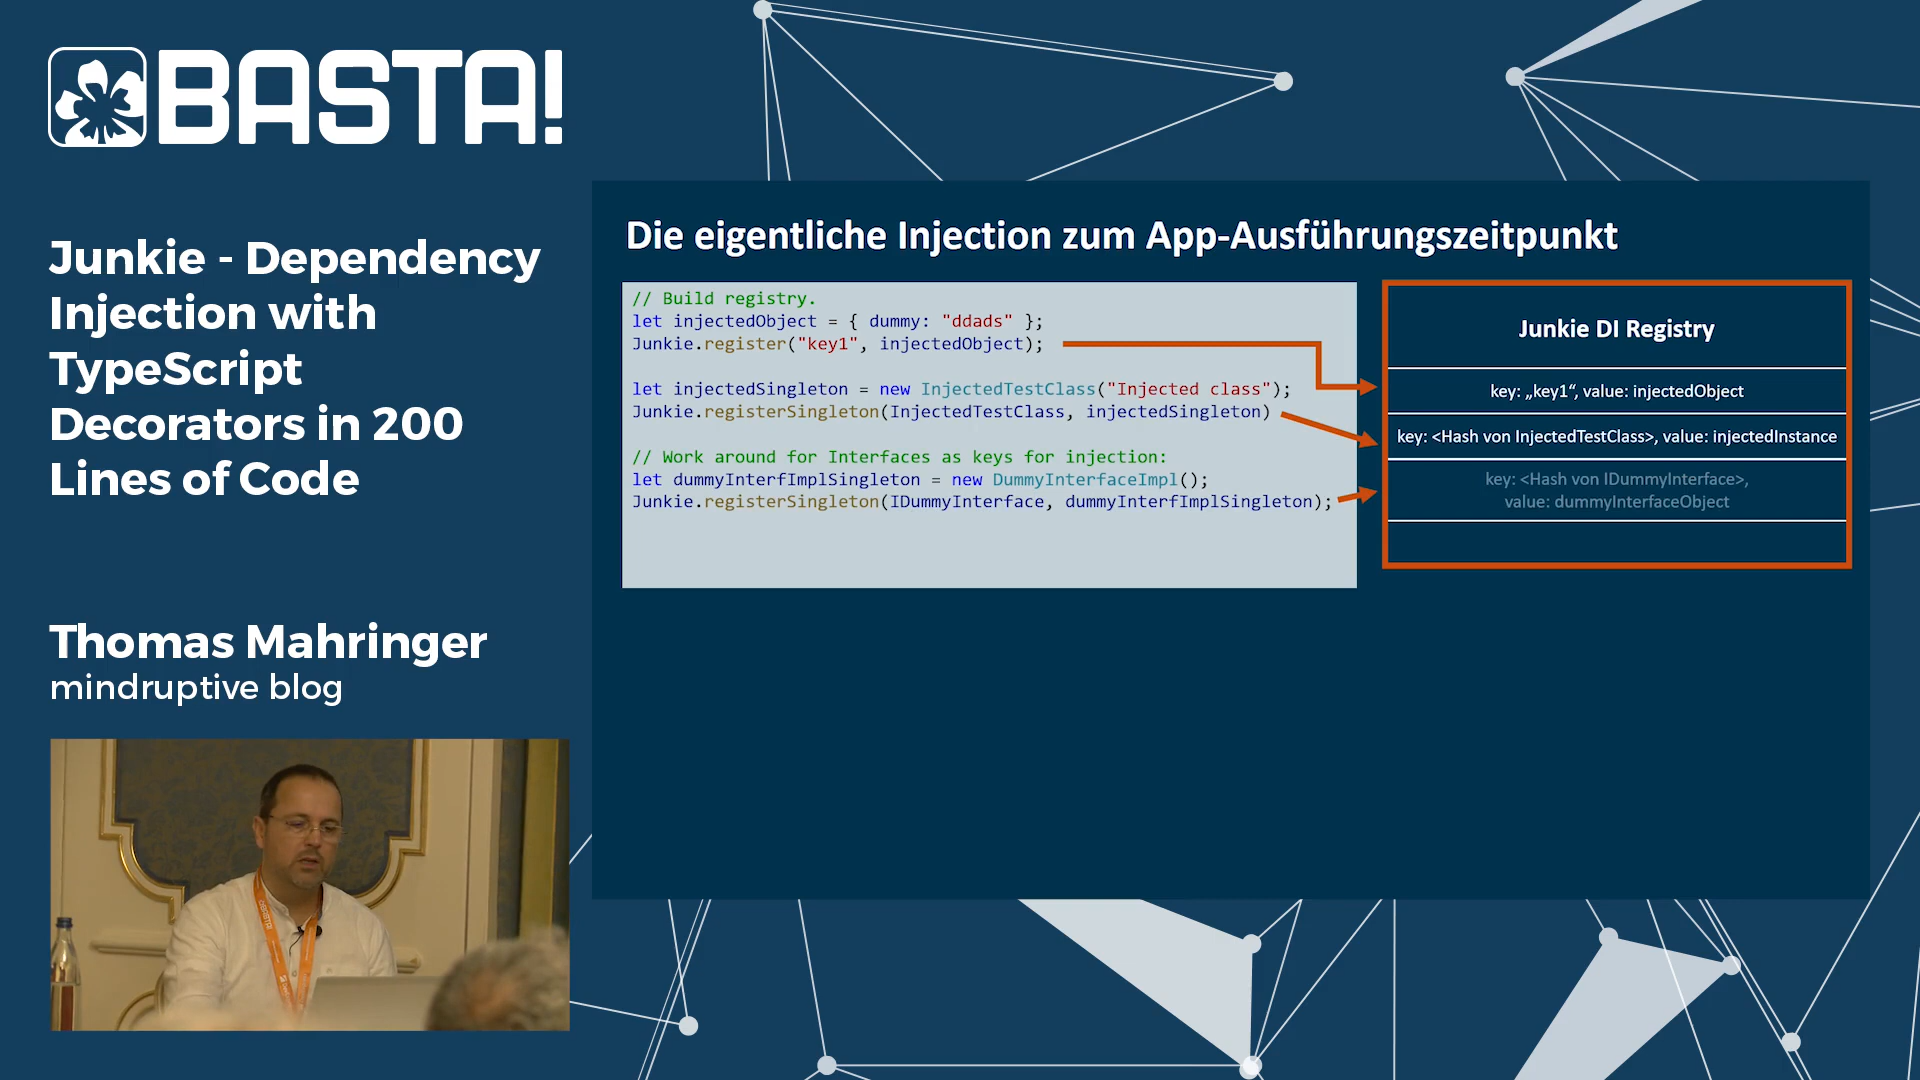 BASTA!
Junkie - Dependency
Injection with
TypeScript
Decorators in 200
Lines of Code
Thomas Mahringer
mindruptive blog
Die eigentliche Injection zum App-Ausführungszeitpunkt
// Build registry.
let injectedObject = { dummy: "ddads" };
Junkie.register("key1", injectedObject);
let injectedSingleton = new InjectedTestClass("Injected class");
Junkie.registerSingleton(InjectedTestClass, injectedSingleton)
// Work around for Interfaces as keys for injection:
let dummyInterfImplSingleton = new DummyInterfaceImpl();
Junkie.registerSingleton(IDummyInterface, dummyInterfImplSingleton);
Junkie DI Registry
key: „key1“, value: injectedObject
key: <Hash von InjectedTestClass>, value: injectedInstance
key: <Hash von IDummyInterface>,
value: dummyInterfaceObject